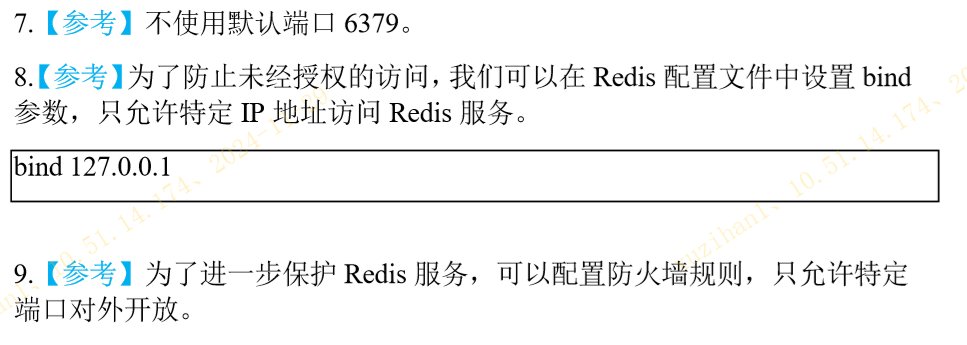 7.【参考】不使用默认端口 6379。
8.【参考】为了防止未经授权的访问，我们可以在 Redis 配置文件中设置 bind
参数，只允许特定 IP 地址访问 Redis 服务。
bind 127.0.0.1
9.【参考】为了进一步保护 Redis 服务，可以配置防火墙规则，只允许特定
端口对外开放。